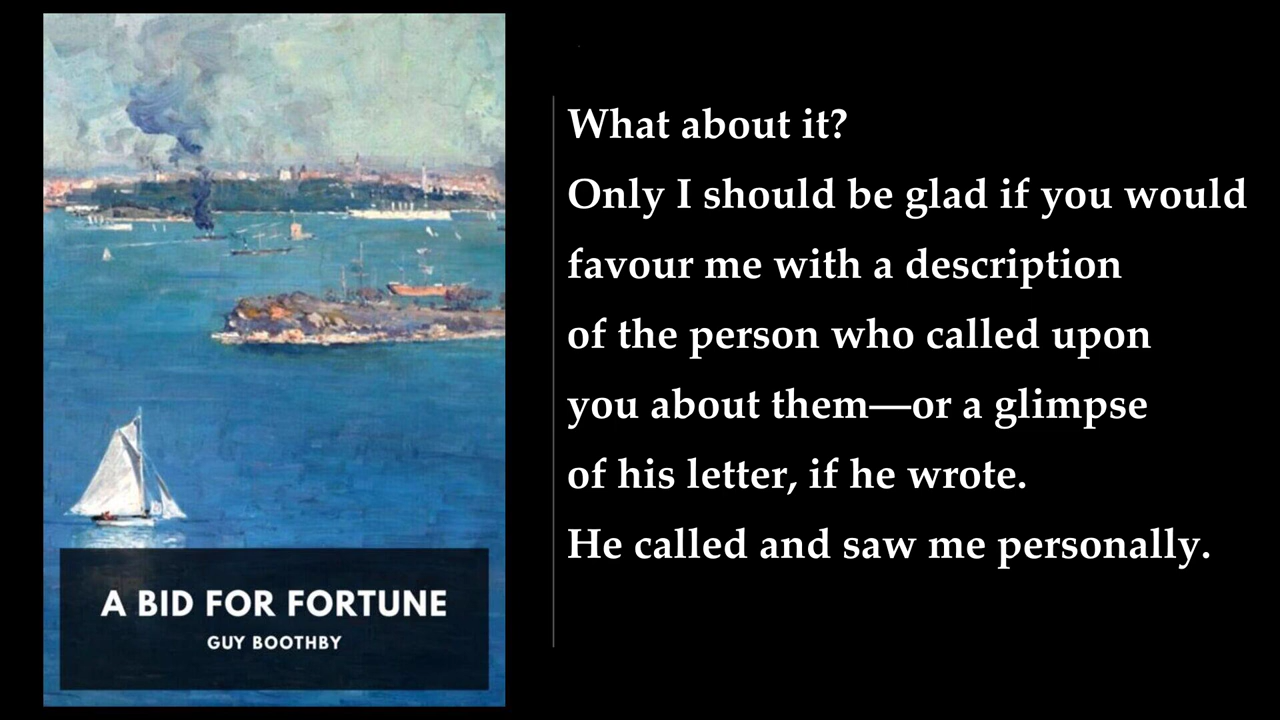 A BID FOR FORTUNE
GUY BOOTHBY
What about it?
Only I should be glad if you would
favour me with a description
of the person who called upon
you about them—or a glimpse
of his letter, if he wrote.
He called and saw me personally.